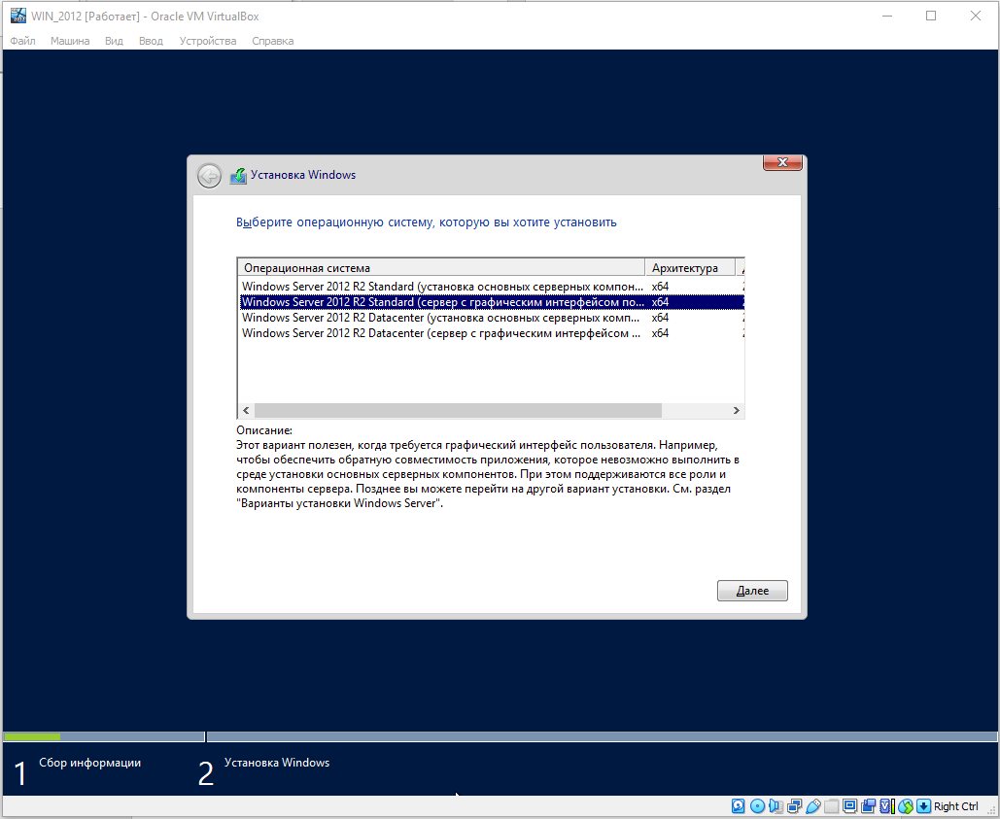 WIN_2012 [Работает] - Oracle VM VirtualBox
Файл Машина Вид Ввод Устройства Справка
Установка Windows
Выберите операционную систему, которую вы хотите установить
Операционная система Архитектура
Windows Server 2012 R2 Standard (установка основных серверных компон... x64
Windows Server 2012 R2 Standard (сервер с графическим интерфейсом по... x64
Windows Server 2012 R2 Datacenter (установка основных серверных комп... x64
Windows Server 2012 R2 Datacenter (сервер с графическим интерфейсом ... x64
Описание:
Этот вариант полезен, когда требуется графический интерфейс пользователя. Например,
чтобы обеспечить обратную совместимость приложения, которое невозможно выполнить в
среде установки основных серверных компонентов. При этом поддерживаются все роли и
компоненты сервера. Позднее вы можете перейти на другой вариант установки. См. раздел
"Варианты установки Windows Server".
Далее
1 Сбор информации 2 Установка Windows
Right Ctrl